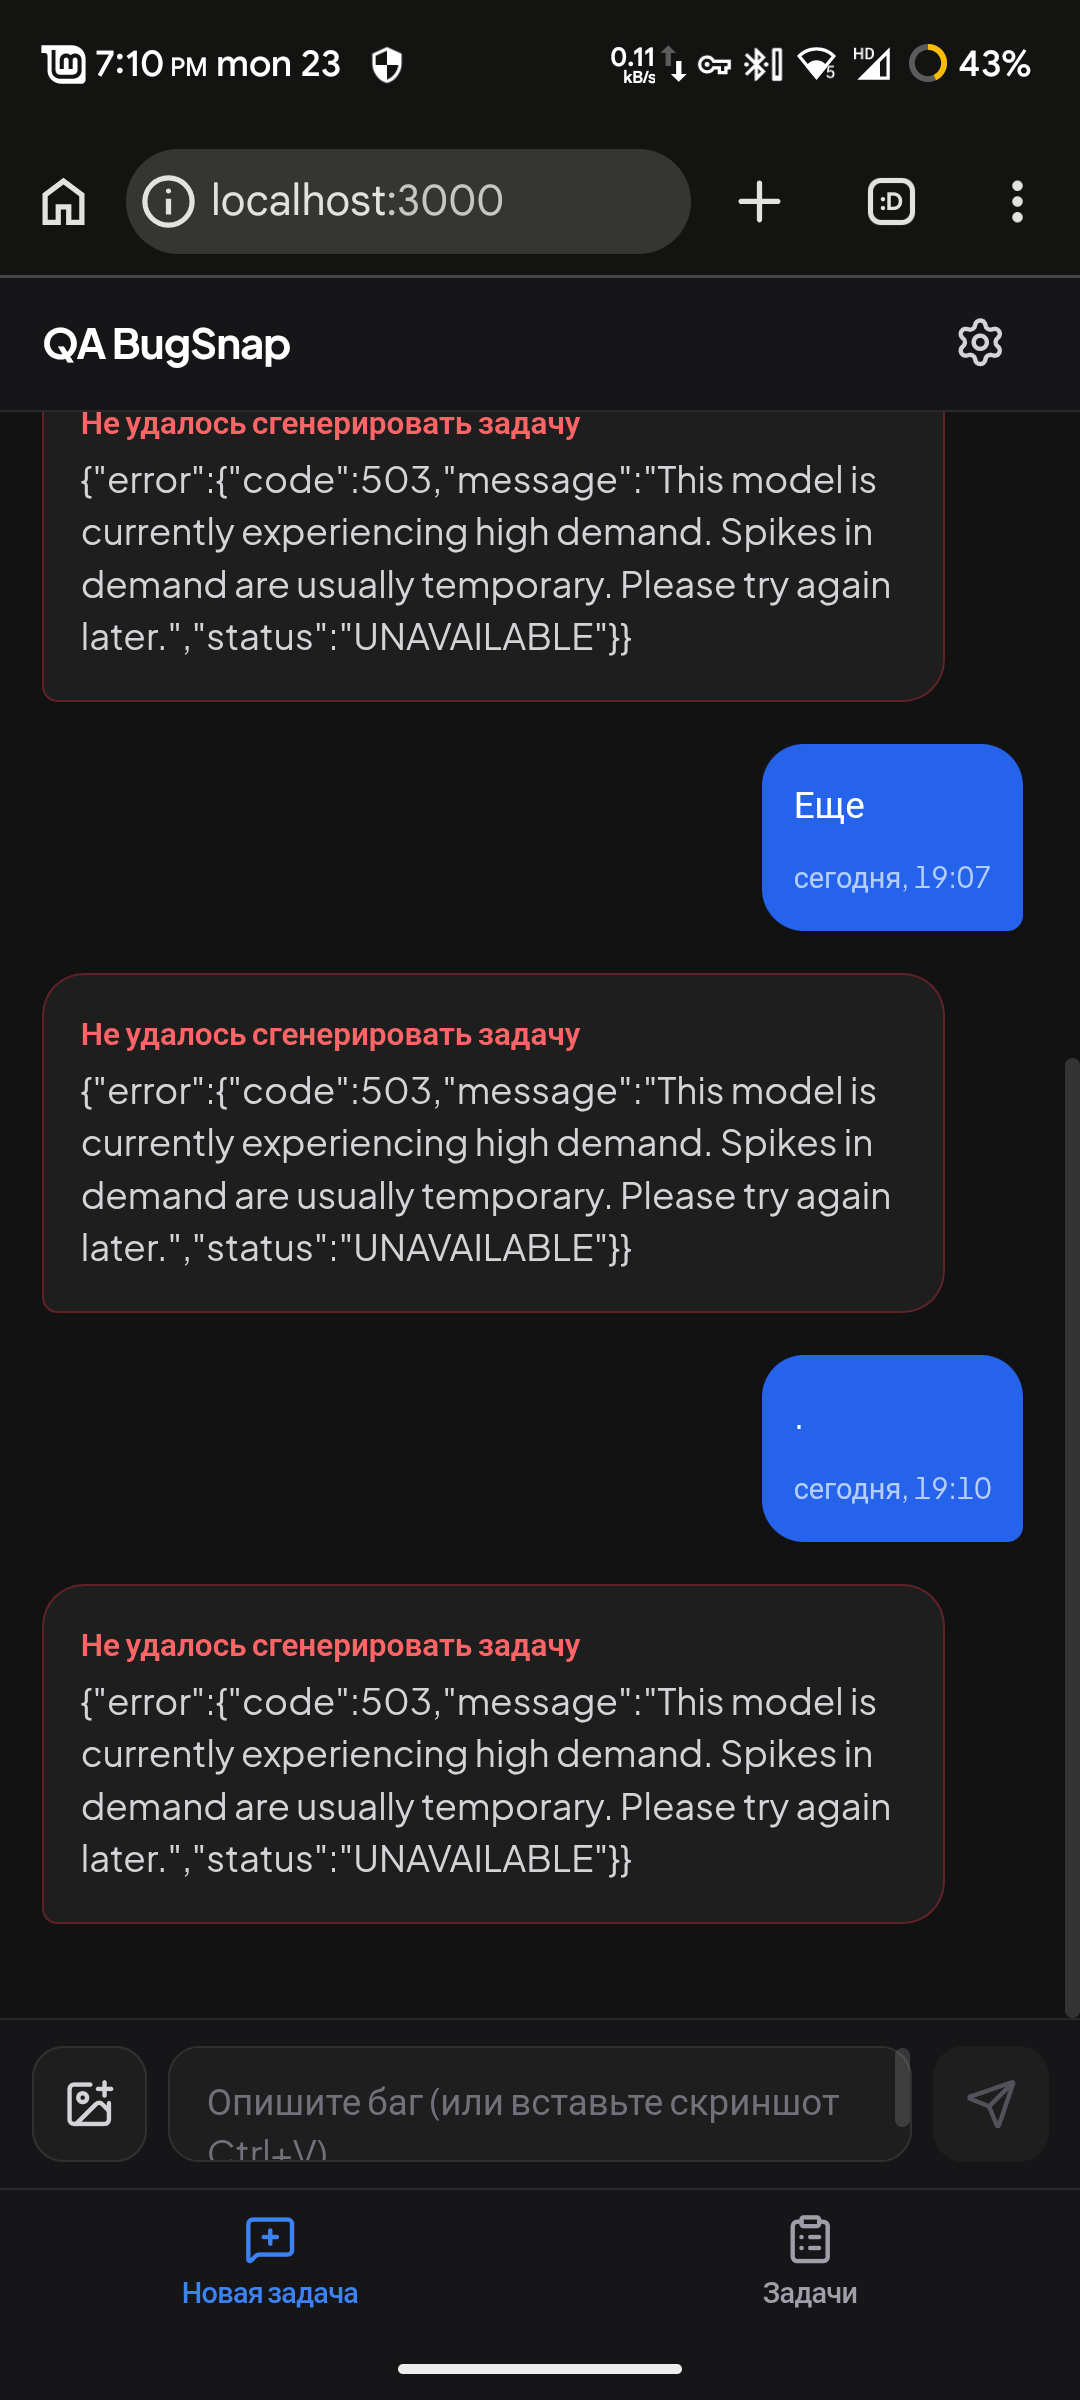 7:10 PM mon 23
0.11 kB/s
5
HD
43%
localhost:3000
:D
QA BugSnap
Не удалось сгенерировать задачу
{"error":{"code":503,"message":"This model is
currently experiencing high demand. Spikes in
demand are usually temporary. Please try again
later.","status":"UNAVAILABLE"}}
Еще
сегодня, 19:07
Не удалось сгенерировать задачу
{"error":{"code":503,"message":"This model is
currently experiencing high demand. Spikes in
demand are usually temporary. Please try again
later.","status":"UNAVAILABLE"}}
.
сегодня, 19:10
Не удалось сгенерировать задачу
{"error":{"code":503,"message":"This model is
currently experiencing high demand. Spikes in
demand are usually temporary. Please try again
later.","status":"UNAVAILABLE"}}
Опишите баг (или вставьте скриншот
Ctrl+V)
Новая задача
Задачи